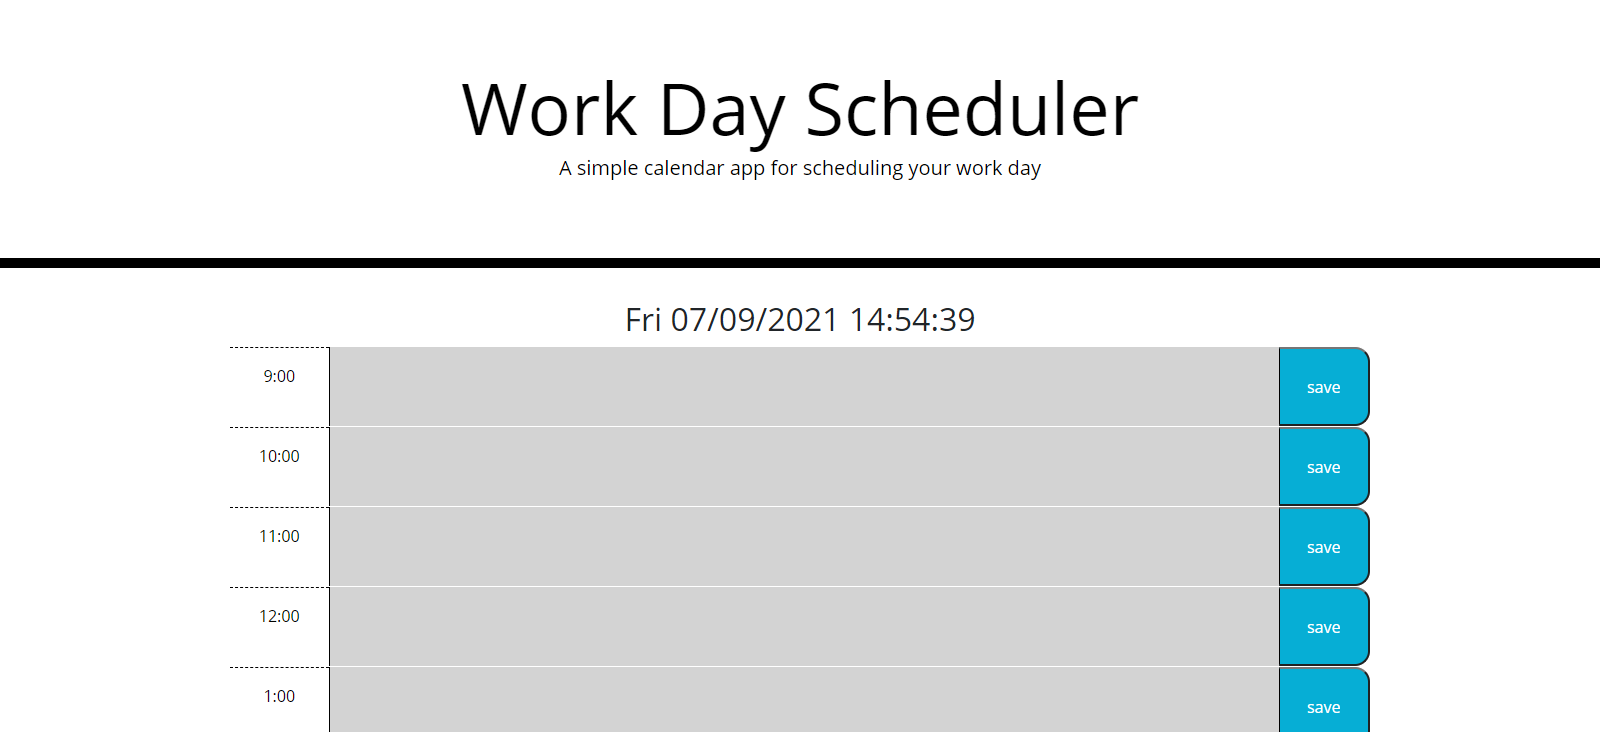 Work Day Scheduler
A simple calendar app for scheduling your work day
Fri 07/09/2021 14:54:39
9:00 save
10:00 save
11:00 save
12:00 save
1:00 save